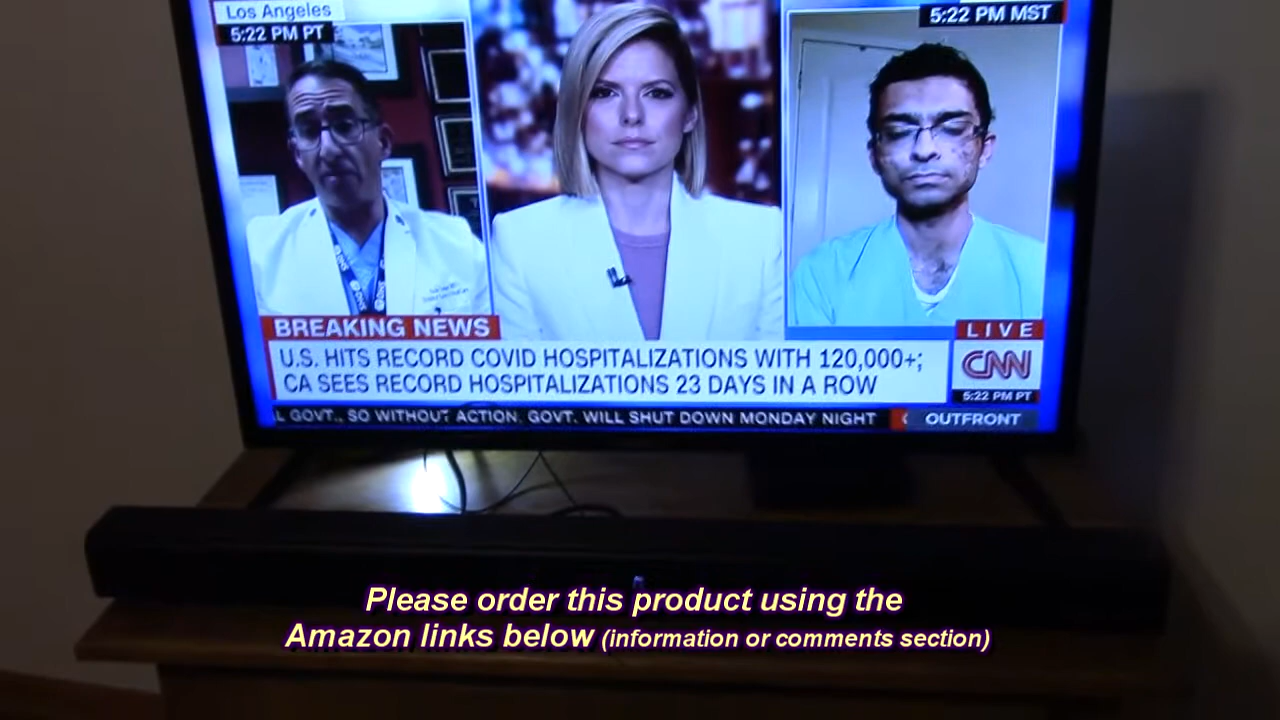 Los Angeles
5:22 PM PT
5:22 PM MST
BREAKING NEWS
U.S. HITS RECORD COVID HOSPITALIZATIONS WITH 120,000+;
CA SEES RECORD HOSPITALIZATIONS 23 DAYS IN A ROW
LIVE
CNN
5:22 PM PT
L GOVT., SO WITHOUT ACTION, GOVT. WILL SHUT DOWN MONDAY NIGHT
OUTFRONT
Please order this product using the
Amazon links below (information or comments section)